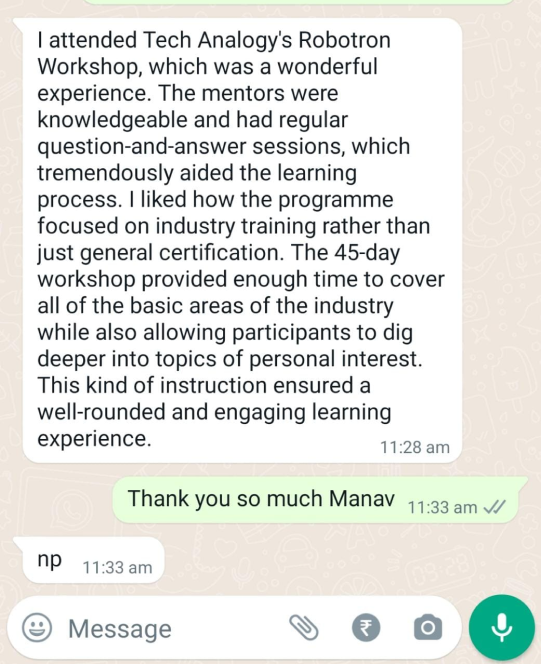 I attended Tech Analogy's Robotron
Workshop, which was a wonderful
experience. The mentors were
knowledgeable and had regular
question-and-answer sessions, which
tremendously aided the learning
process. I liked how the programme
focused on industry training rather than
just general certification. The 45-day
workshop provided enough time to cover
all of the basic areas of the industry
while also allowing participants to dig
deeper into topics of personal interest.
This kind of instruction ensured a
well-rounded and engaging learning
experience.
11:28 am
Thank you so much Manav 11:33 am
np 11:33 am
Message ₹